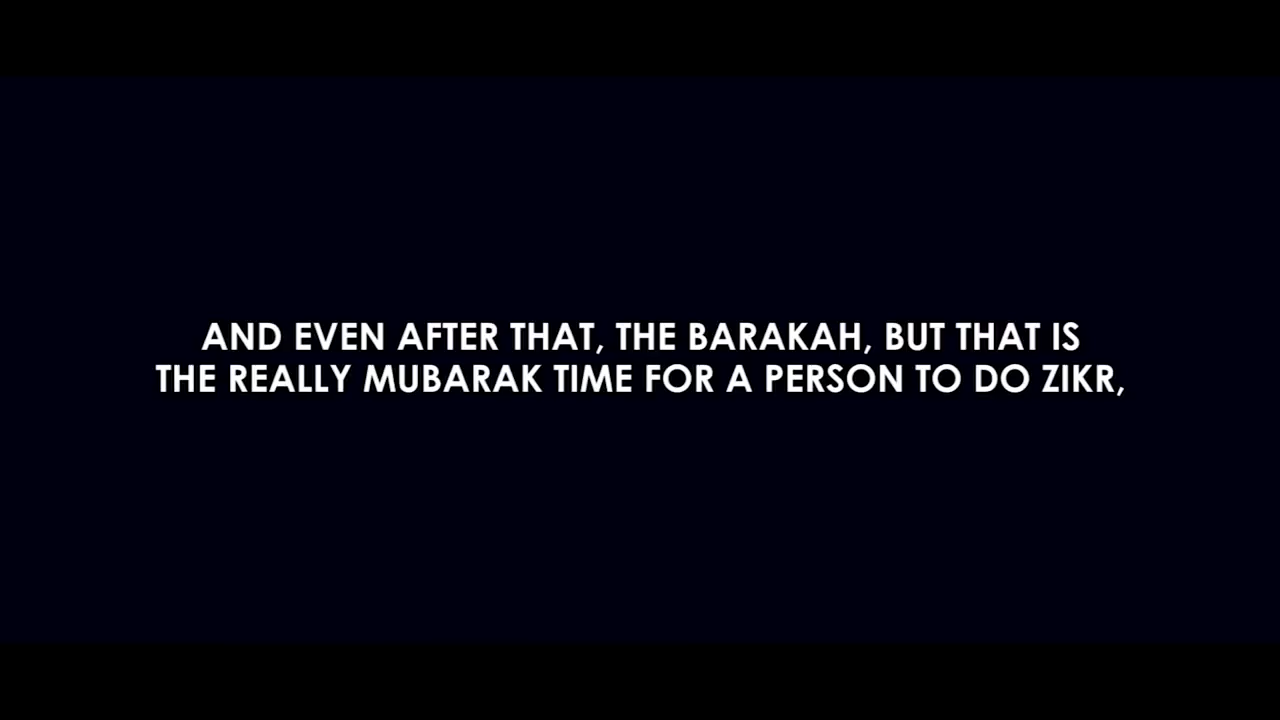 AND EVEN AFTER THAT, THE BARAKAH, BUT THAT IS
THE REALLY MUBARAK TIME FOR A PERSON TO DO ZIKR,